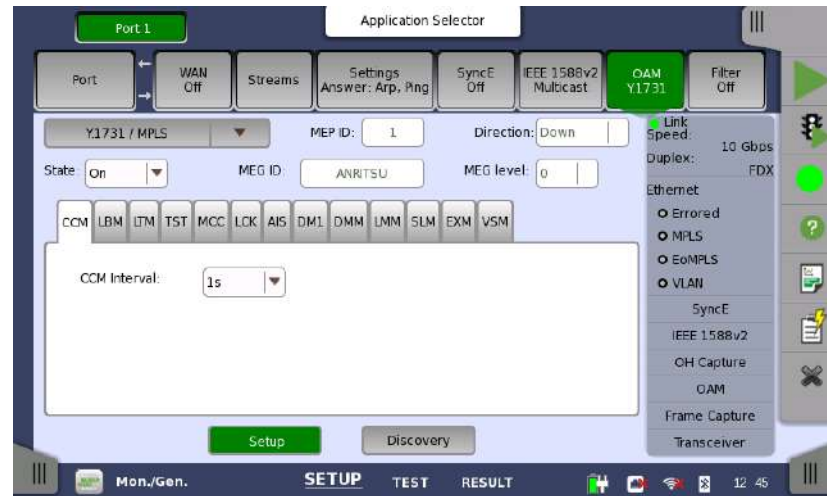 Port 1
Application Selector
Port
WAN
Off
Streams
Settings
Answer: Arp, Ping
SyncE
Off
IEEE 1588v2
Multicast
OAM
Y.1731
Filter
Off
Y.1731 / MPLS
MEP ID:
1
Direction:
Down
State:
On
MEG ID:
ANRITSU
MEG level:
0
CCM
LBM
LTM
TST
MCC
LCK
AIS
DM1
DMM
LMM
SLM
EXM
VSM
CCM Interval:
1s
Link
Speed:
10 Gbps
Duplex:
FDX
Ethernet
Errored
MPLS
EoMPLS
VLAN
SyncE
IEEE 1588v2
OH Capture
OAM
Frame Capture
Transceiver
Setup
Discovery
Mon./Gen.
SETUP
TEST
RESULT
12 45